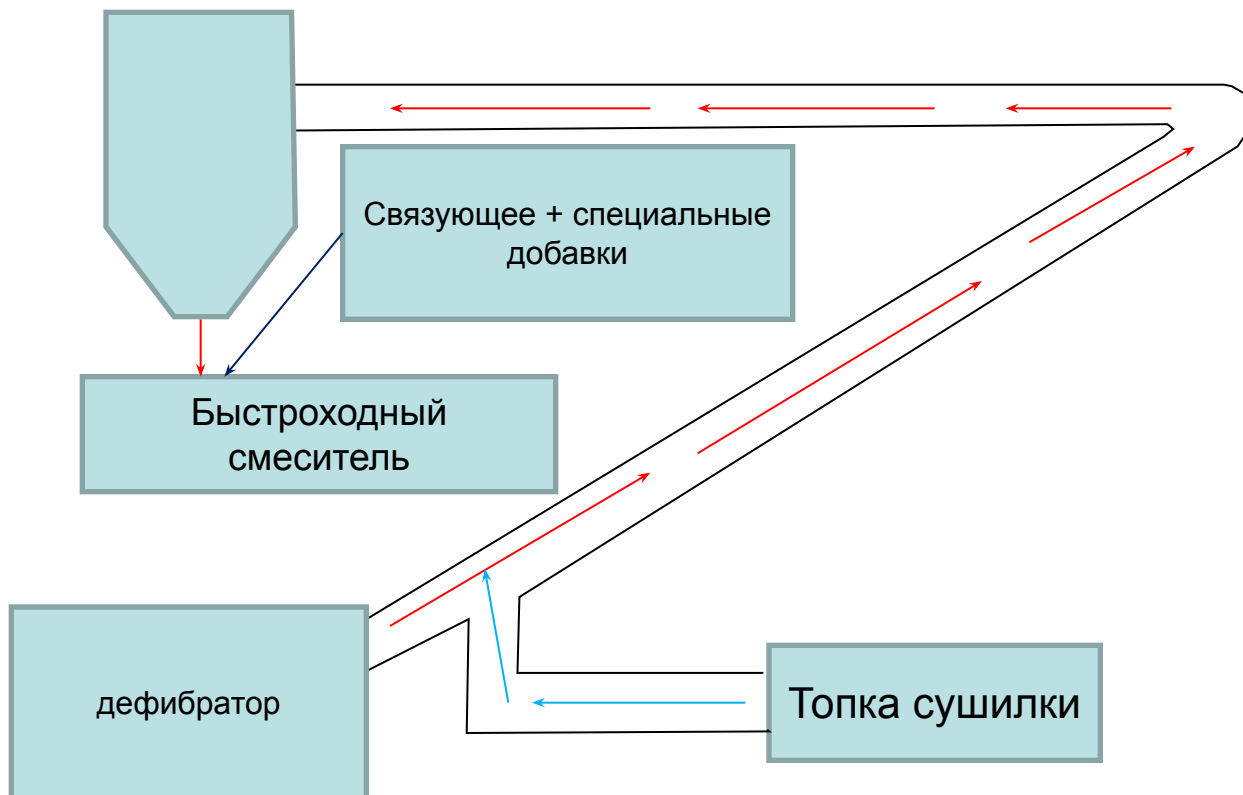 Связующее + специальные
добавки
Быстроходный
смеситель
дефибратор
Топка сушилки